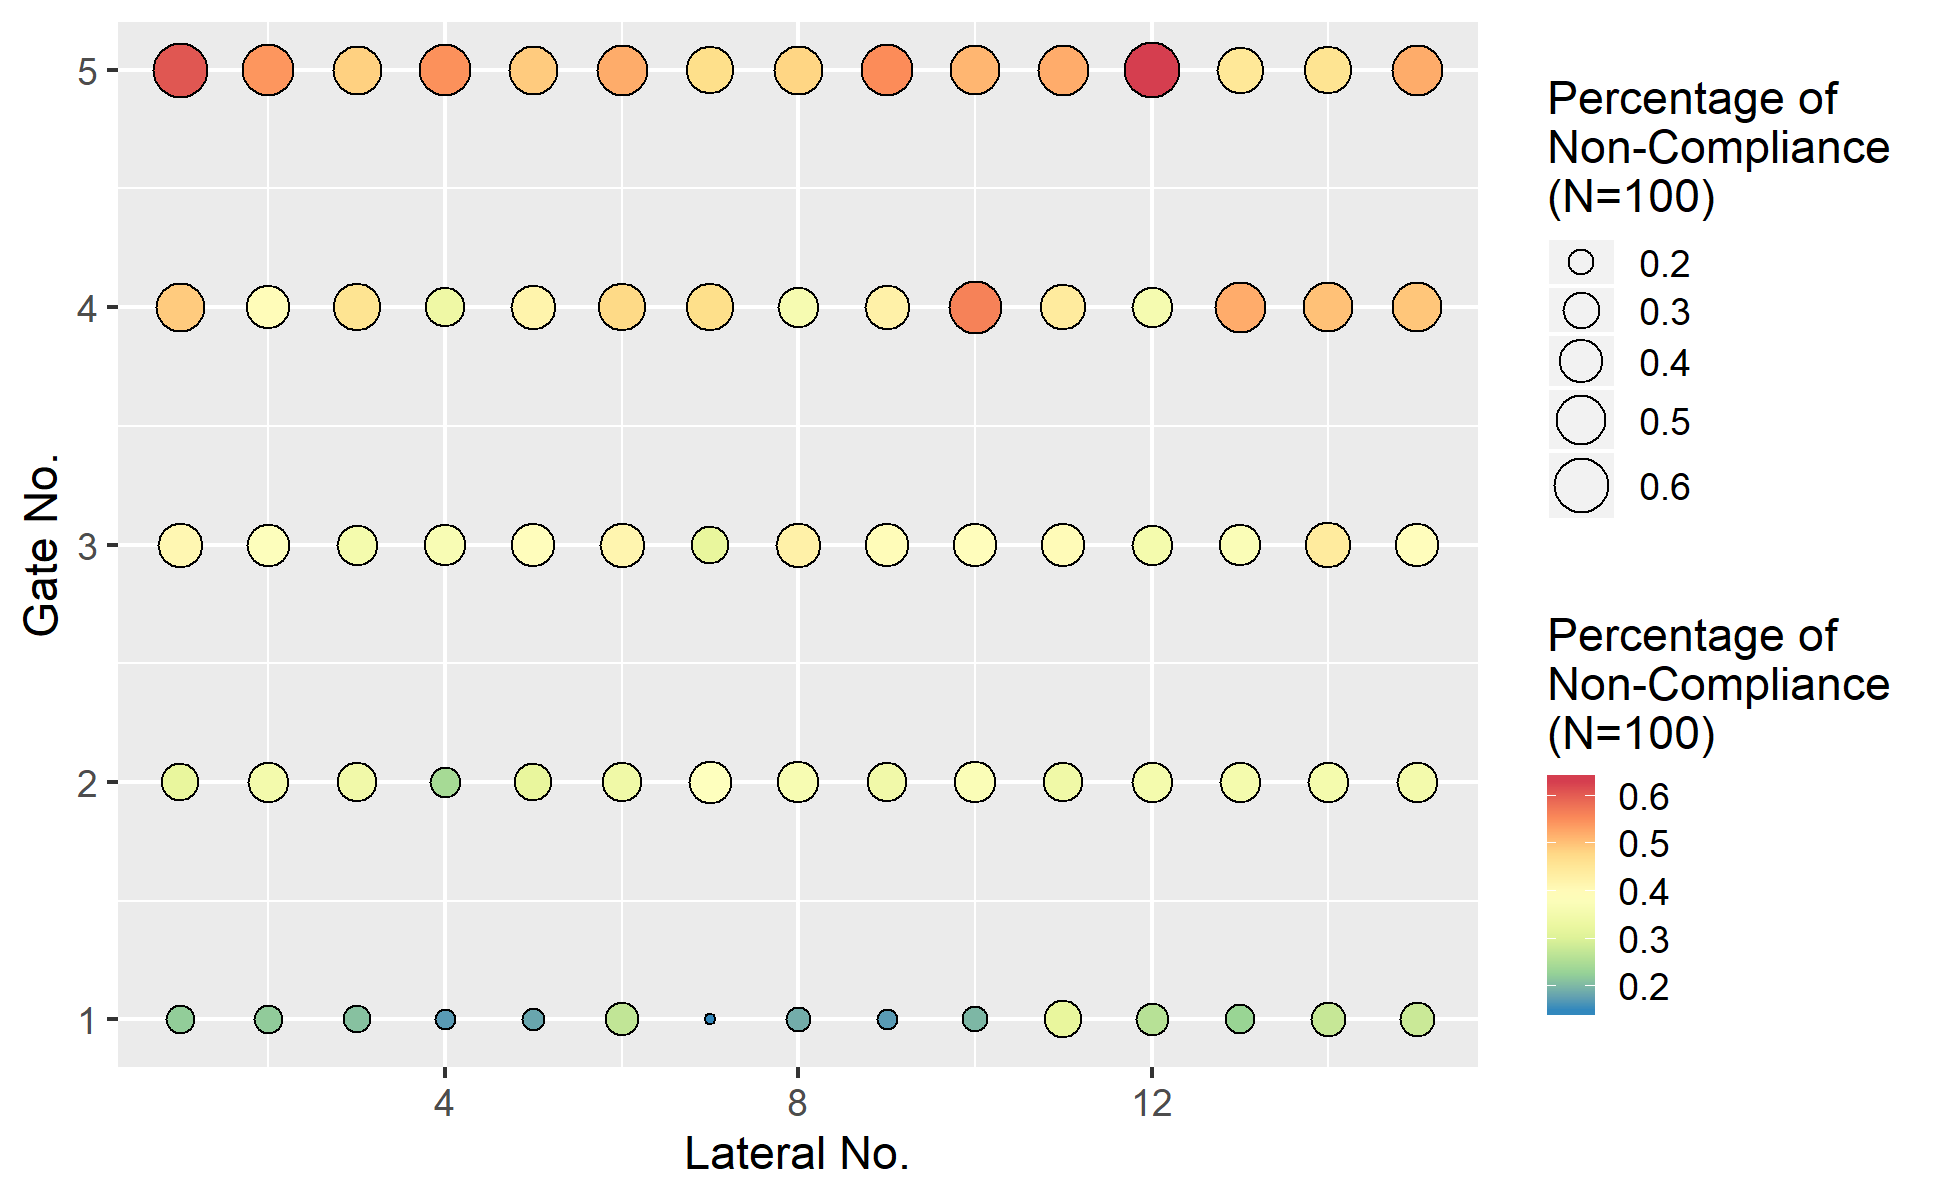 5
4
3
2
1
Gate No.
4 8 12
Lateral No.
Percentage of
Non-Compliance
(N=100)
0.2
0.3
0.4
0.5
0.6
Percentage of
Non-Compliance
(N=100)
0.6
0.5
0.4
0.3
0.2